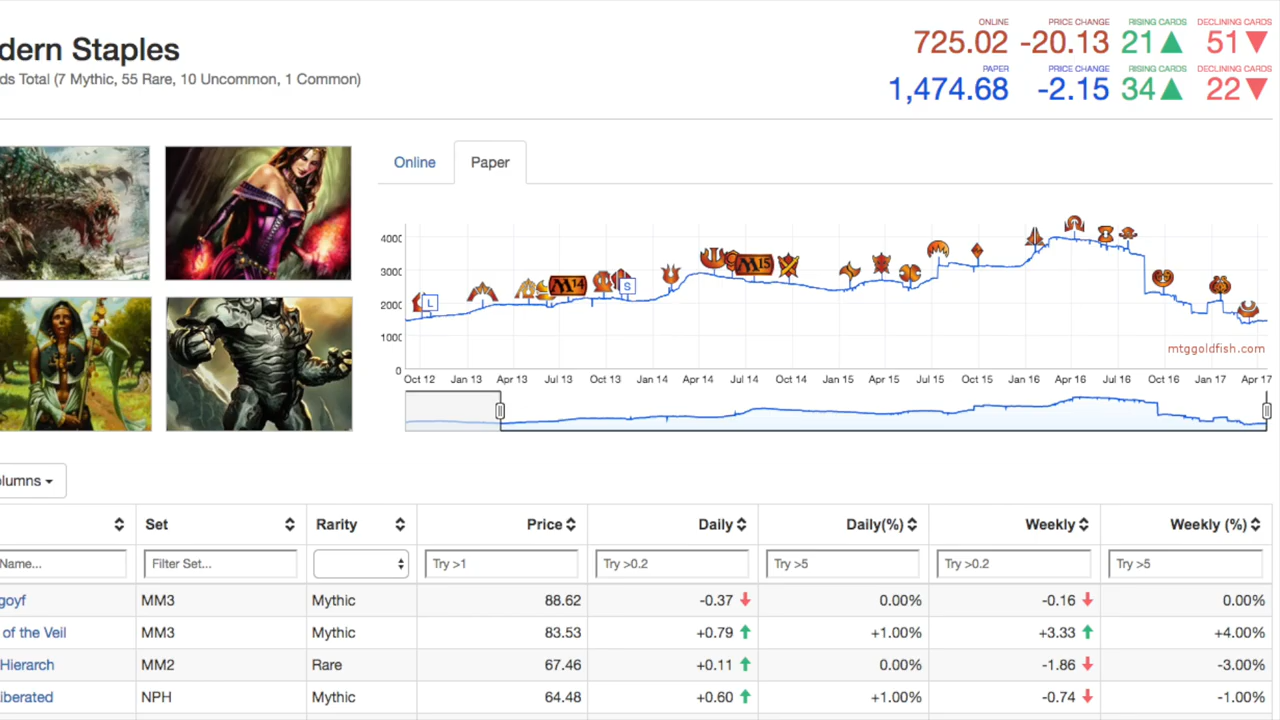 ONLINE PRICE CHANGE RISING CARDS DECLINING CARDS
725.02 -20.13 21 51
dern Staples
ds Total (7 Mythic, 55 Rare, 10 Uncommon, 1 Common)
PAPER PRICE CHANGE RISING CARDS DECLINING CARDS
1,474.68 -2.15 34 22
Online Paper
4000
3000
2000
1000
0
L
M14
S
M15
mtggoldfish.com
Oct 12 Jan 13 Apr 13 Jul 13 Oct 13 Jan 14 Apr 14 Jul 14 Oct 14 Jan 15 Apr 15 Jul 15 Oct 15 Jan 16 Apr 16 Jul 16 Oct 16 Jan 17 Apr 17
olumns
Set Rarity Price Daily Daily(%) Weekly Weekly (%)
Name... Filter Set... Try >1 Try >0.2 Try >5 Try >0.2 Try >5
goyf MM3 Mythic 88.62 -0.37 0.00% -0.16 0.00%
of the Veil MM3 Mythic 83.53 +0.79 +1.00% +3.33 +4.00%
Hierarch MM2 Rare 67.46 +0.11 0.00% -1.86 -3.00%
iberated NPH Mythic 64.48 +0.60 +1.00% -0.74 -1.00%